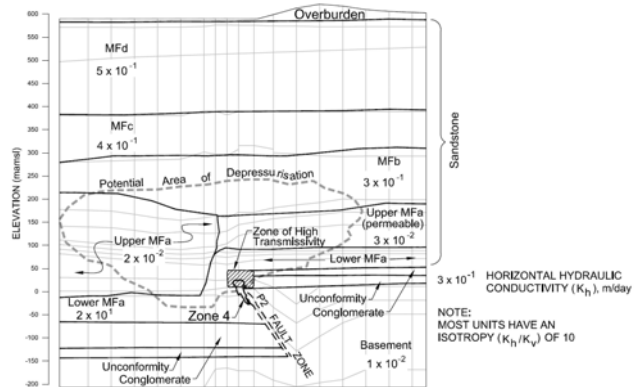 Overburden
600
550
500
450
400
350
300
250
200
150
100
50
0
-50
-100
-150
-200
ELEVATION (mamsl)
MFd
5 x 10⁻¹
MFc
4 x 10⁻¹
MFb
3 x 10⁻¹
Sandstone
Potential Area of Depressurisation
Upper MFa
2 x 10⁻²
Zone of High
Transmissivity
Upper MFa
(permeable)
3 x 10⁻²
Lower MFa
Lower MFa
2 x 10¹
Zone 4
P2 FAULT ZONE
Unconformity
Conglomerate
Unconformity
Conglomerate
Basement
1 x 10⁻²
3 x 10⁻¹ HORIZONTAL HYDRAULIC
CONDUCTIVITY (Kₕ), m/day
NOTE:
MOST UNITS HAVE AN
ISOTROPY (Kₕ/Kᵥ) OF 10